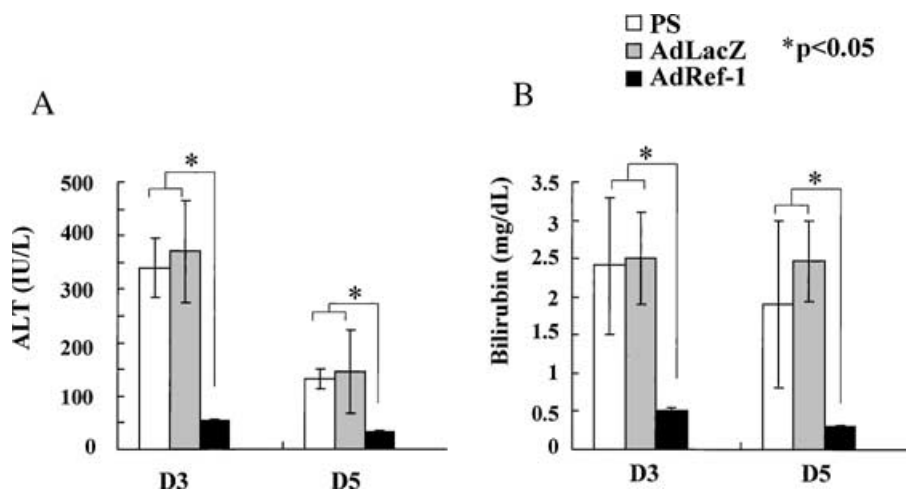 PS
AdLacZ *p<0.05
AdRef-1
A
B
*
*
500
400
300
200
100
0
ALT (IU/L)
D3 D5
*
*
3.5
3
2.5
2
1.5
1
0.5
0
Bilirubin (mg/dL)
D3 D5